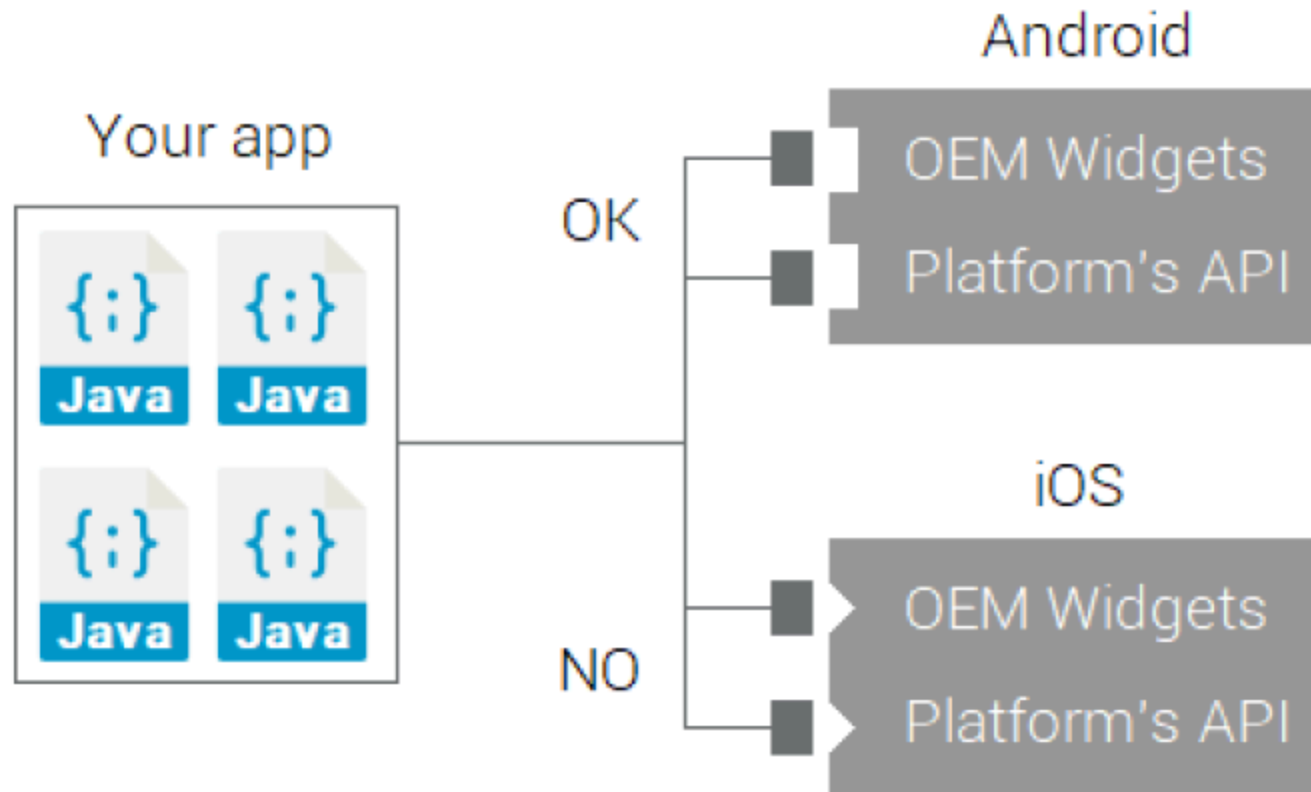 Your app
{;}
Java
{;}
Java
{;}
Java
{;}
Java
OK
NO
Android
OEM Widgets
Platform's API
iOS
OEM Widgets
Platform's API